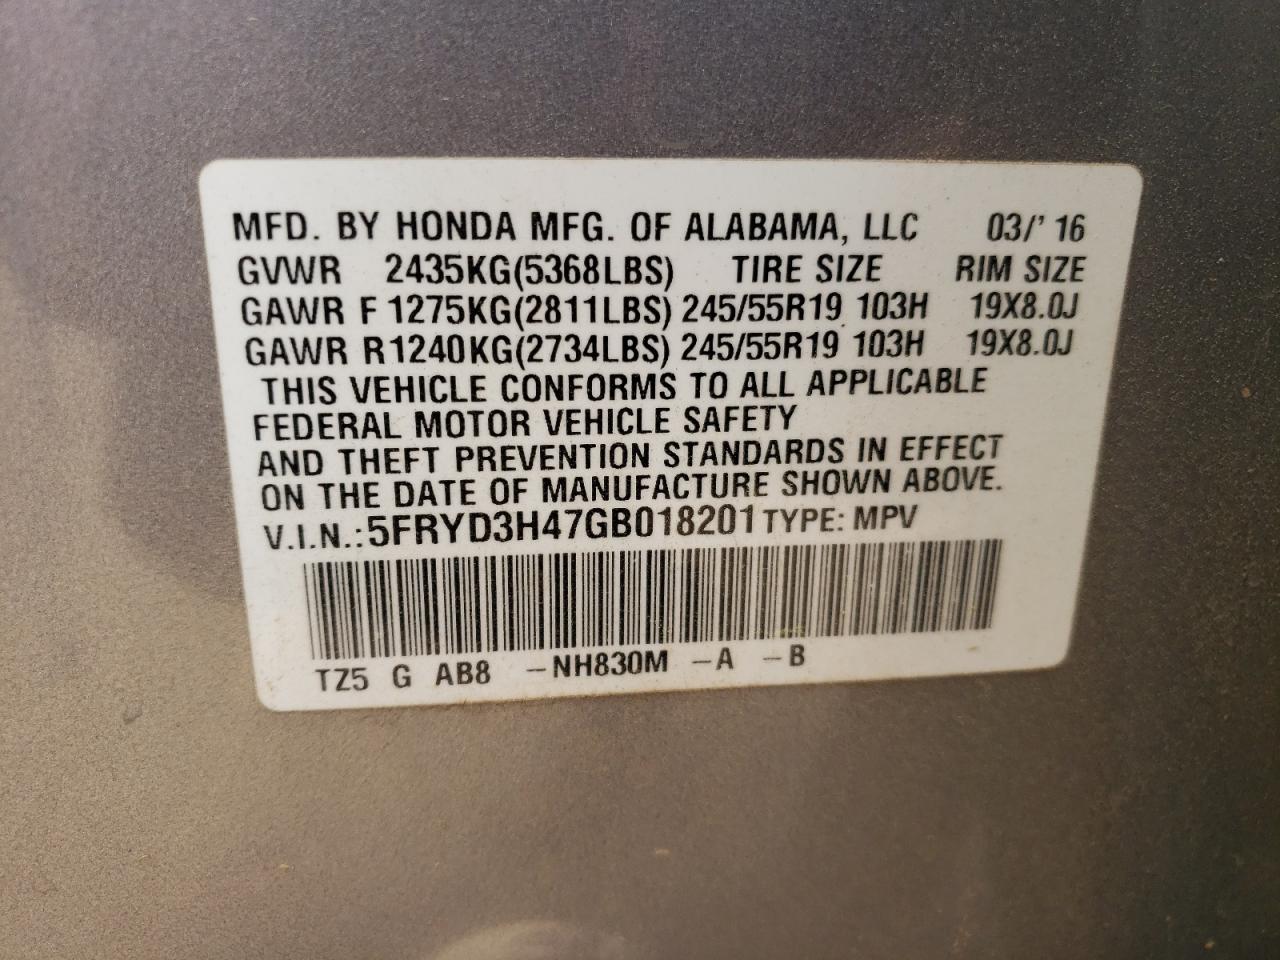 MFD. BY HONDA MFG. OF ALABAMA, LLC 03/' 16
GVWR 2435KG(5368LBS) TIRE SIZE RIM SIZE
GAWR F 1275KG(2811LBS) 245/55R19 103H 19X8.0J
GAWR R1240KG(2734LBS) 245/55R19 103H 19X8.0J
THIS VEHICLE CONFORMS TO ALL APPLICABLE
FEDERAL MOTOR VEHICLE SAFETY
AND THEFT PREVENTION STANDARDS IN EFFECT
ON THE DATE OF MANUFACTURE SHOWN ABOVE.
V.I.N.:5FRYD3H47GB018201 TYPE: MPV
TZ5 G AB8 -NH830M -A -B